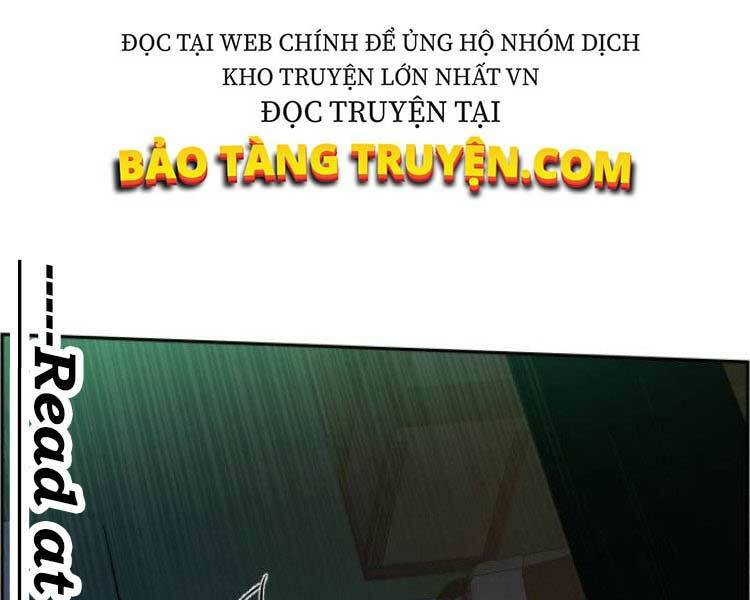 ĐỌC TẠI WEB CHÍNH ĐỂ ỦNG HỘ NHÓM DỊCH
KHO TRUYỆN LỚN NHẤT VN
ĐỌC TRUYỆN TẠI
BẢO TÀNG TRUYỆN.COM
-----Read at